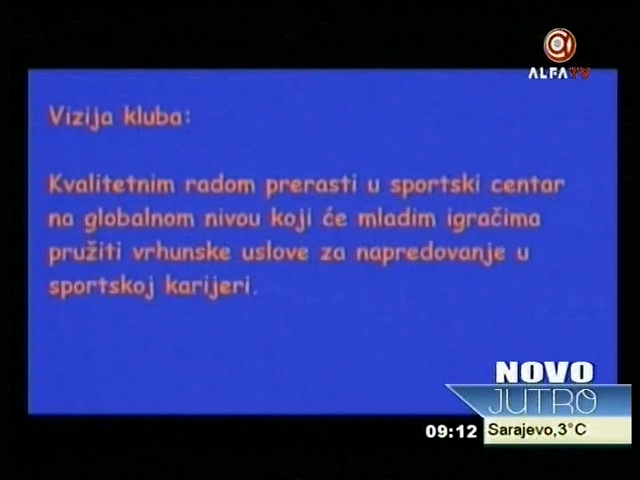 ALFA TV
Vizija kluba:
Kvalitetnim radom prerasti u sportski centar
na globalnom nivou koji će mladim igračima
pružiti vrhunske uslove za napredovanje u
sportskoj karijeri.
NOVO
JUTRO
09:12 Sarajevo,3°C